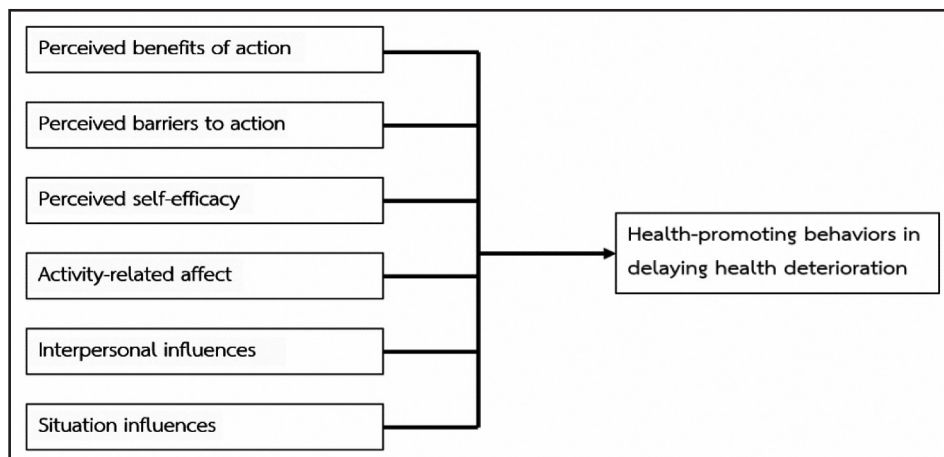 Perceived benefits of action
Perceived barriers to action
Perceived self-efficacy
Activity-related affect
Interpersonal influences
Situation influences
Health-promoting behaviors in
delaying health deterioration